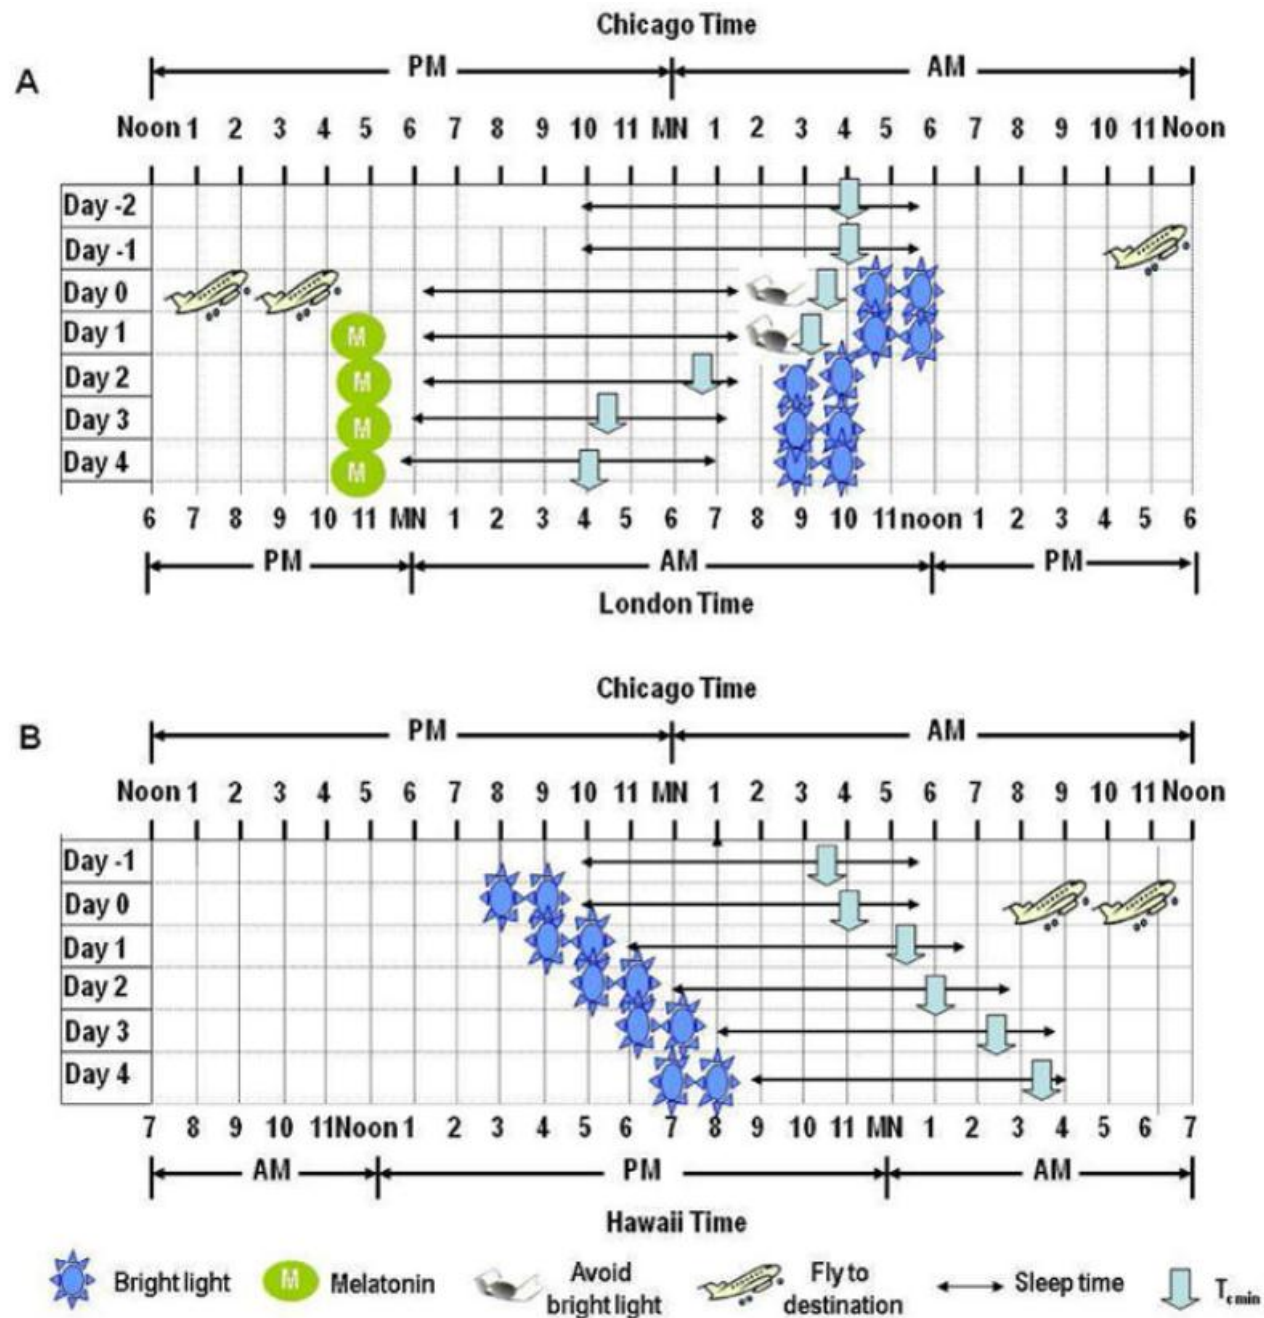 Chicago Time
A
PM AM
Noon 1 2 3 4 5 6 7 8 9 10 11 MN 1 2 3 4 5 6 7 8 9 10 11 Noon
Day -2
Day -1
Day 0
Day 1 M
Day 2 M
Day 3 M
Day 4 M
6 7 8 9 10 11 MN 1 2 3 4 5 6 7 8 9 10 11 noon 1 2 3 4 5 6
PM AM PM
London Time
Chicago Time
B
PM AM
Noon 1 2 3 4 5 6 7 8 9 10 11 MN 1 2 3 4 5 6 7 8 9 10 11 Noon
Day -1
Day 0
Day 1
Day 2
Day 3
Day 4
7 8 9 10 11 Noon 1 2 3 4 5 6 7 8 9 10 11 MN 1 2 3 4 5 6 7
AM PM AM
Hawaii Time
Bright light M Melatonin Avoid bright light Fly to destination Sleep time Tcmin